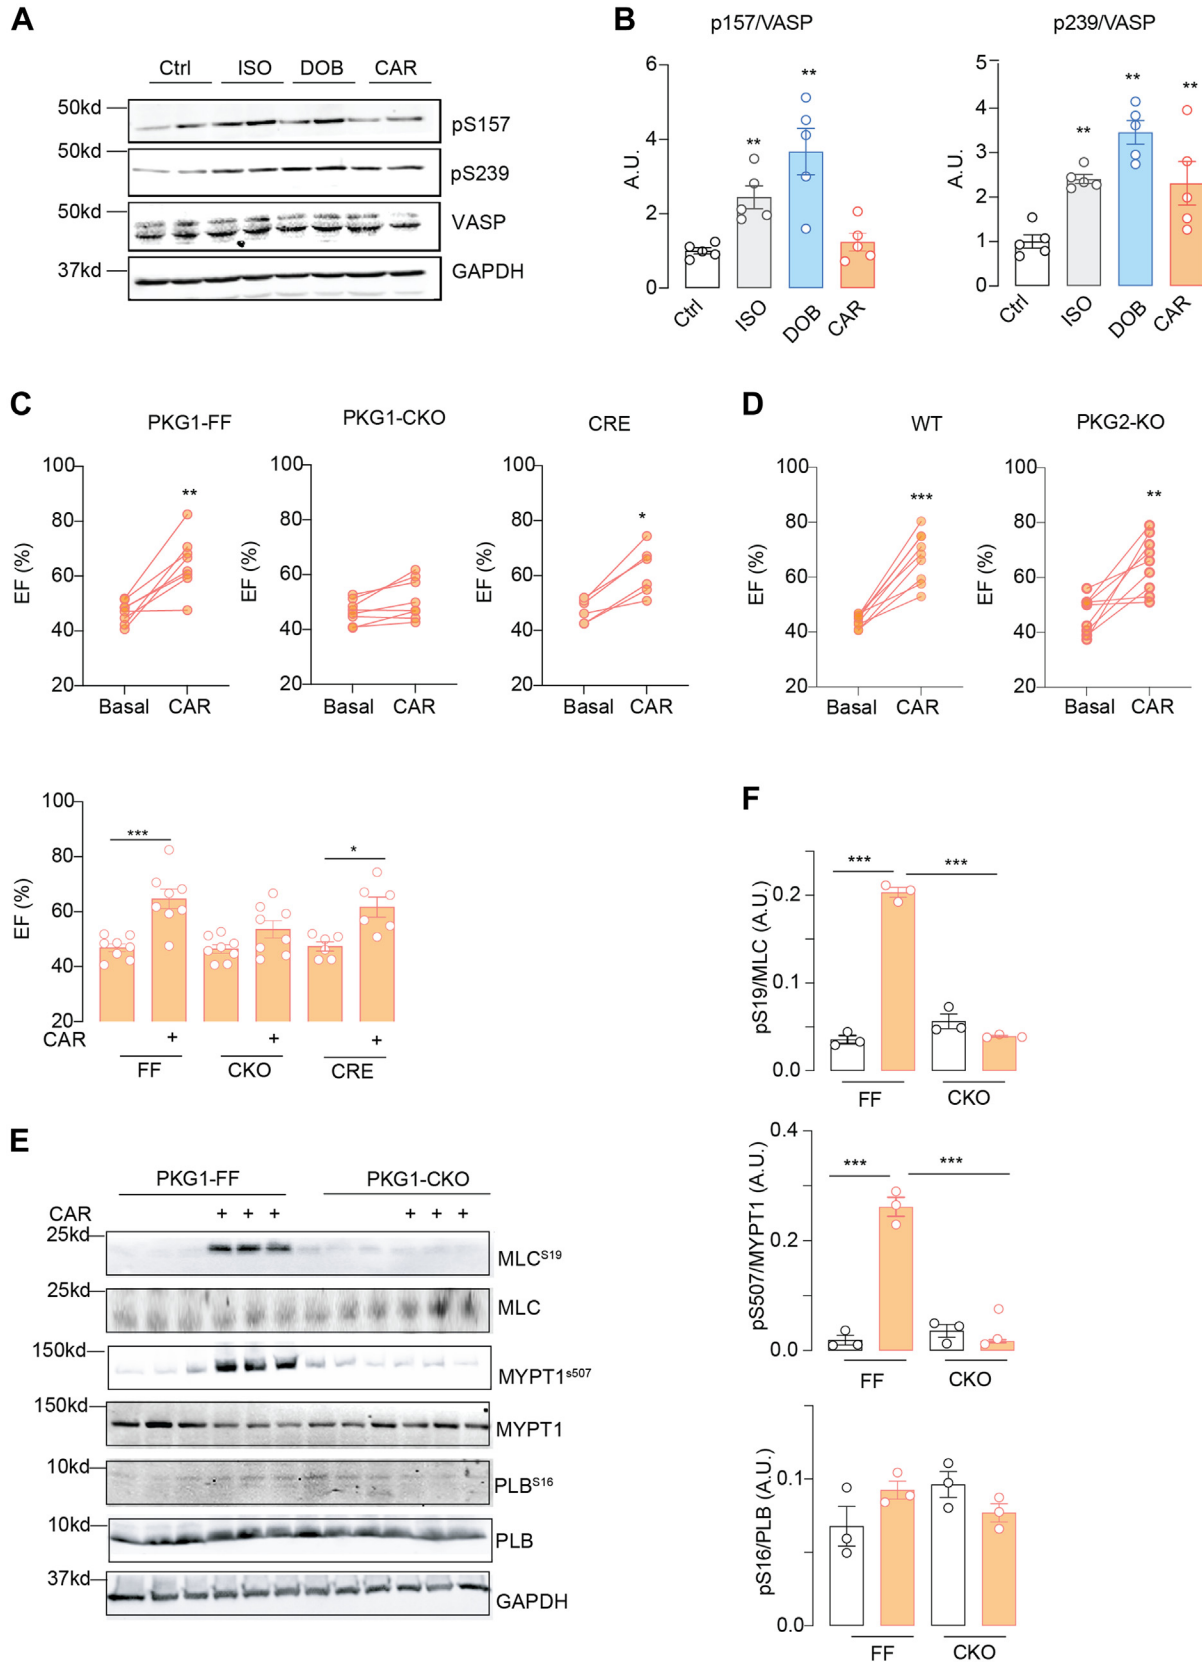 A
Ctrl ISO DOB CAR
50kd
pS157
50kd
pS239
50kd
VASP
37kd
GAPDH
B
p157/VASP
A.U.
6
4
2
0
**
**
Ctrl ISO DOB CAR
p239/VASP
A.U.
5
4
3
2
1
0
**
**
**
Ctrl ISO DOB CAR
C
PKG1-FF
EF (%)
100
80
60
40
20
**
Basal CAR
PKG1-CKO
EF (%)
100
80
60
40
20
Basal CAR
CRE
EF (%)
100
80
60
40
20
*
Basal CAR
EF (%)
100
80
60
40
20
***
*
CAR + + +
FF CKO CRE
D
WT
EF (%)
100
80
60
40
20
***
Basal CAR
PKG2-KO
EF (%)
100
80
60
40
20
**
Basal CAR
E
PKG1-FF PKG1-CKO
CAR + + + + + +
25kd
MLCS19
25kd
MLC
150kd
MYPT1s507
150kd
MYPT1
10kd
PLBS16
10kd
PLB
37kd
GAPDH
F
pS19/MLC (A.U.)
0.2
0.1
0.0
*** ***
FF CKO
pS507/MYPT1 (A.U.)
0.4
0.2
0.0
*** ***
FF CKO
pS16/PLB (A.U.)
0.1
0.0
FF CKO